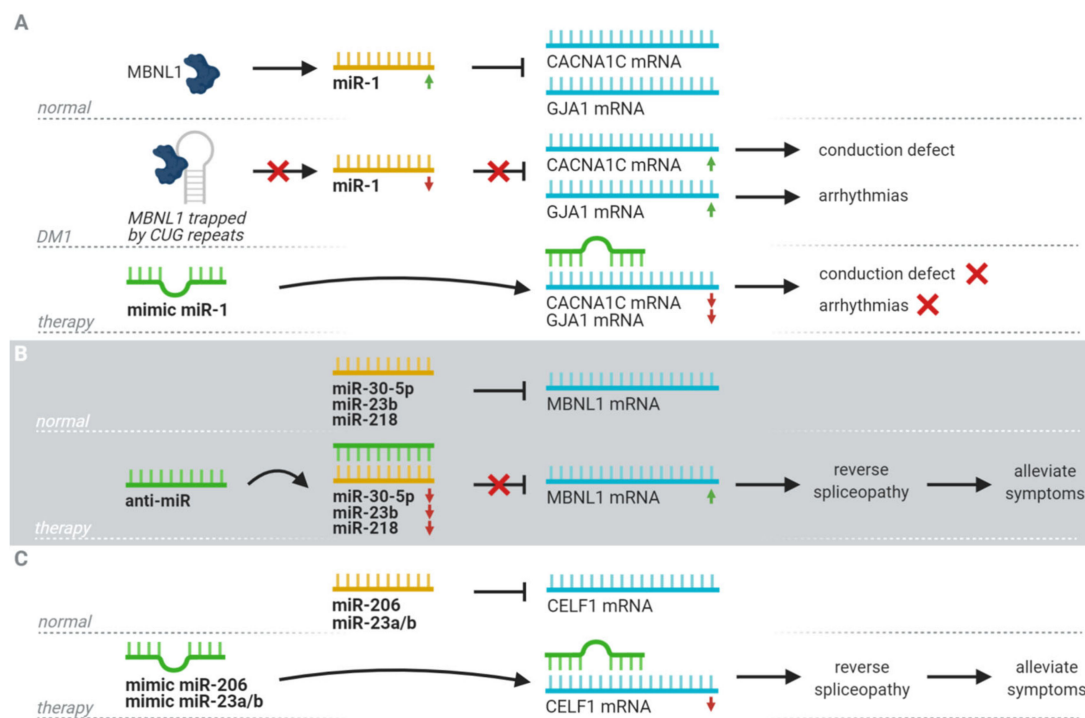 A
MBNL1
miR-1
CACNA1C mRNA
GJA1 mRNA
normal
MBNL1 trapped
by CUG repeats
miR-1
CACNA1C mRNA
GJA1 mRNA
conduction defect
arrhythmias
DM1
mimic miR-1
CACNA1C mRNA
GJA1 mRNA
conduction defect
arrhythmias
therapy
B
miR-30-5p
miR-23b
miR-218
MBNL1 mRNA
normal
anti-miR
miR-30-5p
miR-23b
miR-218
MBNL1 mRNA
reverse
spliceopathy
alleviate
symptoms
therapy
C
miR-206
miR-23a/b
CELF1 mRNA
normal
mimic miR-206
mimic miR-23a/b
CELF1 mRNA
reverse
spliceopathy
alleviate
symptoms
therapy